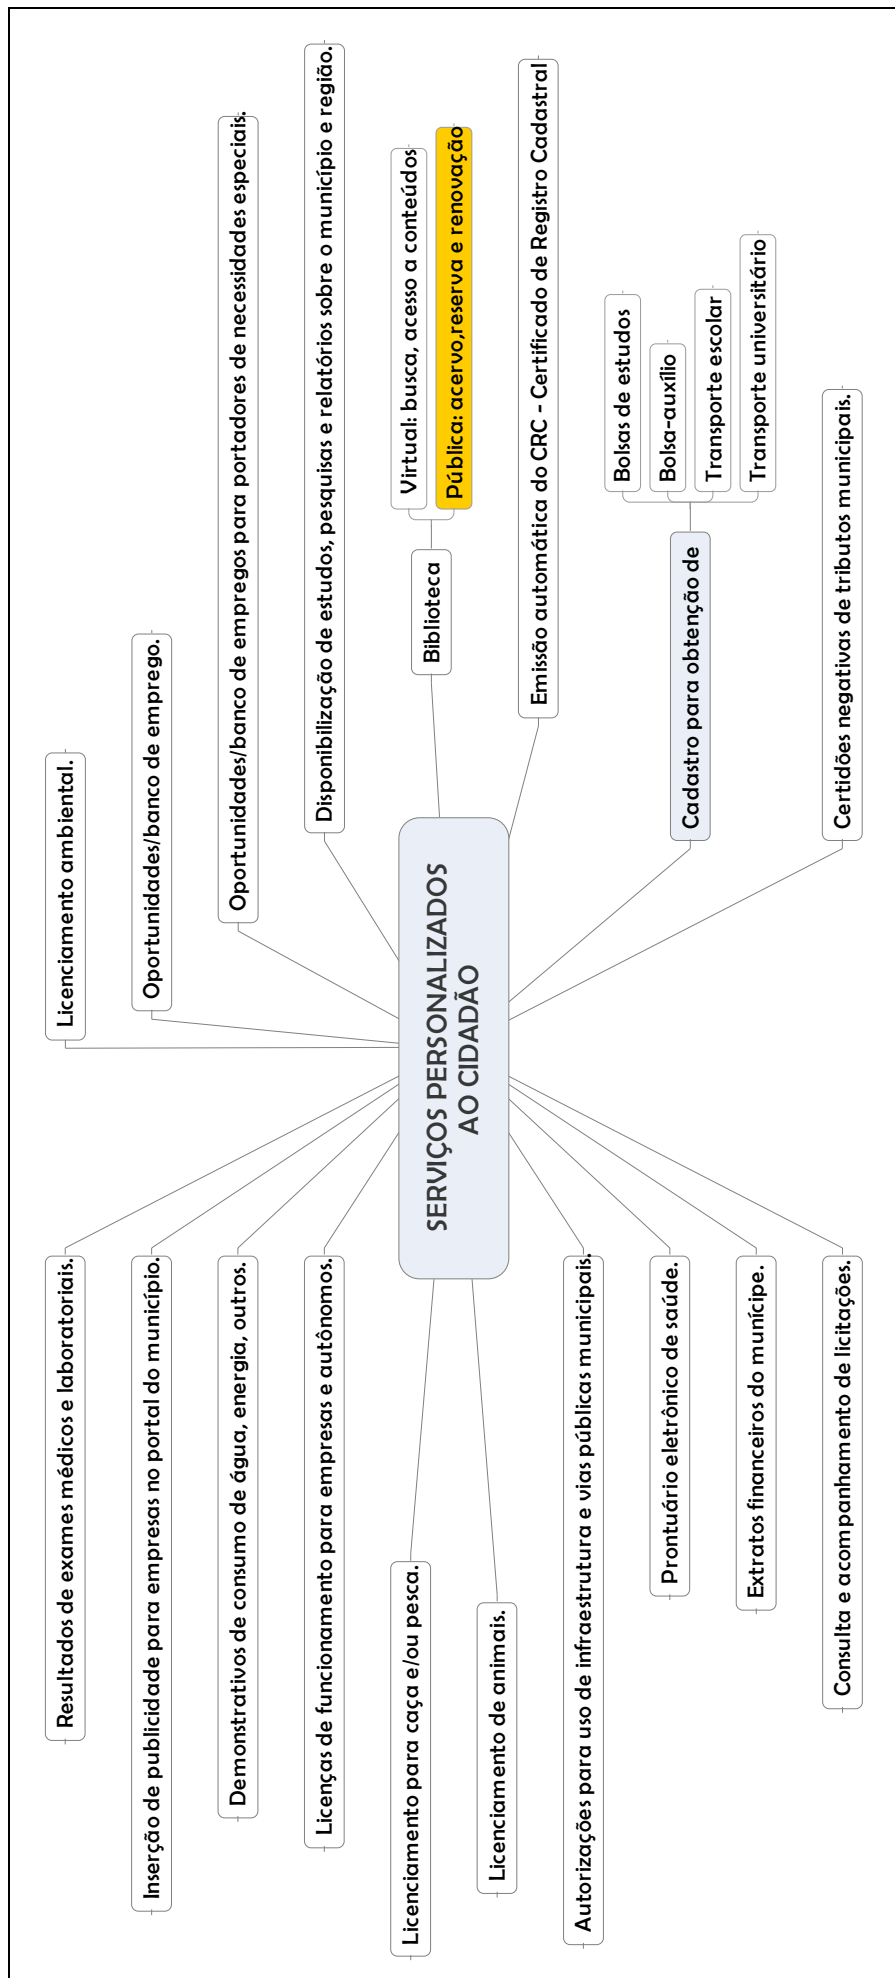 SERVIÇOS PERSONALIZADOS
AO CIDADÃO
Licenciamento ambiental.
Oportunidades/banco de emprego.
Oportunidades/banco de empregos para portadores de necessidades especiais.
Disponibilização de estudos, pesquisas e relatórios sobre o município e região.
Biblioteca
Virtual: busca, acesso a conteúdos
Pública: acervo,reserva e renovação
Emissão automática do CRC - Certificado de Registro Cadastral
Cadastro para obtenção de
Bolsas de estudos
Bolsa-auxílio
Transporte escolar
Transporte universitário
Certidões negativas de tributos municipais.
Resultados de exames médicos e laboratoriais.
Inserção de publicidade para empresas no portal do município.
Demonstrativos de consumo de água, energia, outros.
Licenças de funcionamento para empresas e autônomos.
Licenciamento para caça e/ou pesca.
Licenciamento de animais.
Autorizações para uso de infraestrutura e vias públicas municipais.
Prontuário eletrônico de saúde.
Extratos financeiros do munícipe.
Consulta e acompanhamento de licitações.